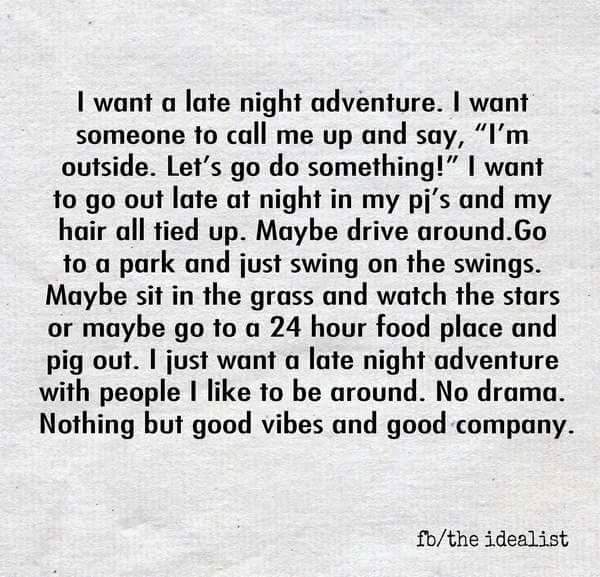 I want a late night adventure. I want
someone to call me up and say, “I’m
outside. Let’s go do something!” I want
to go out late at night in my pj’s and my
hair all tied up. Maybe drive around.Go
to a park and just swing on the swings.
Maybe sit in the grass and watch the stars
or maybe go to a 24 hour food place and
pig out. I just want a late night adventure
with people I like to be around. No drama.
Nothing but good vibes and good company.
fb/the idealist